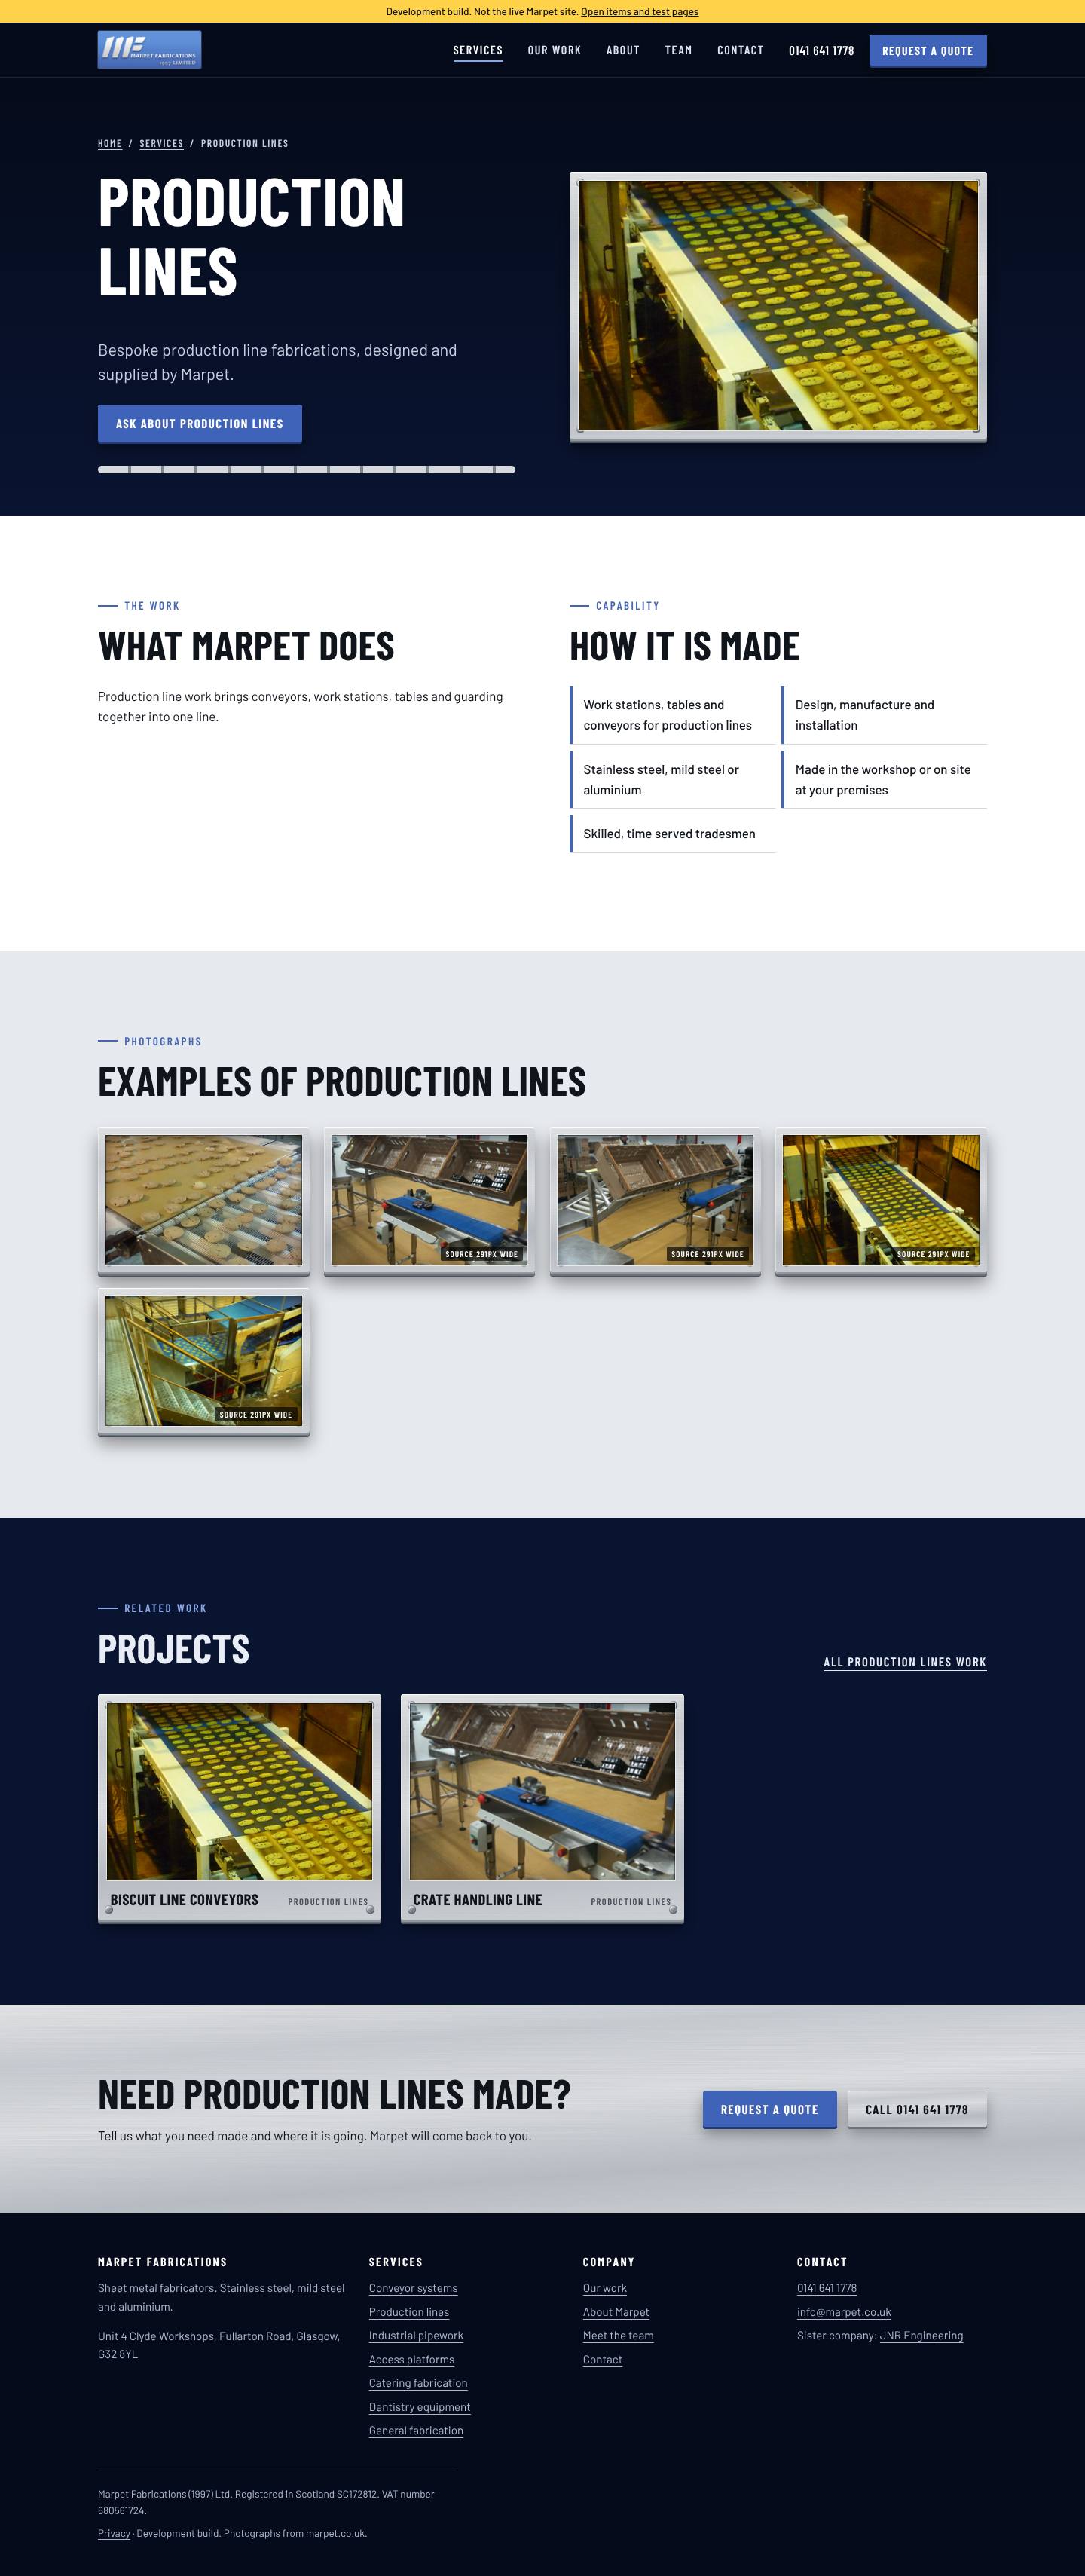 Development build. Not the live Marpet site. Open items and test pages
MF
MARPET FABRICATIONS
(1997) LIMITED
SERVICES
OUR WORK
ABOUT
TEAM
CONTACT
0141 641 1778
REQUEST A QUOTE
HOME / SERVICES / PRODUCTION LINES
PRODUCTION
LINES
Bespoke production line fabrications, designed and
supplied by Marpet.
ASK ABOUT PRODUCTION LINES
THE WORK
WHAT MARPET DOES
Production line work brings conveyors, work stations, tables and guarding
together into one line.
CAPABILITY
HOW IT IS MADE
Work stations, tables and
conveyors for production lines
Design, manufacture and
installation
Stainless steel, mild steel or
aluminium
Made in the workshop or on site
at your premises
Skilled, time served tradesmen
PHOTOGRAPHS
EXAMPLES OF PRODUCTION LINES
SOURCE 291PX WIDE
SOURCE 291PX WIDE
SOURCE 291PX WIDE
SOURCE 291PX WIDE
RELATED WORK
PROJECTS
ALL PRODUCTION LINES WORK
BISCUIT LINE CONVEYORS
PRODUCTION LINES
CRATE HANDLING LINE
PRODUCTION LINES
NEED PRODUCTION LINES MADE?
Tell us what you need made and where it is going. Marpet will come back to you.
REQUEST A QUOTE
CALL 0141 641 1778
MARPET FABRICATIONS
Sheet metal fabricators. Stainless steel, mild steel
and aluminium.
Unit 4 Clyde Workshops, Fullarton Road, Glasgow,
G32 8YL
SERVICES
Conveyor systems
Production lines
Industrial pipework
Access platforms
Catering fabrication
Dentistry equipment
General fabrication
COMPANY
Our work
About Marpet
Meet the team
Contact
CONTACT
0141 641 1778
info@marpet.co.uk
Sister company: JNR Engineering
Marpet Fabrications (1997) Ltd. Registered in Scotland SC172812. VAT number
680561724.
Privacy · Development build. Photographs from marpet.co.uk.